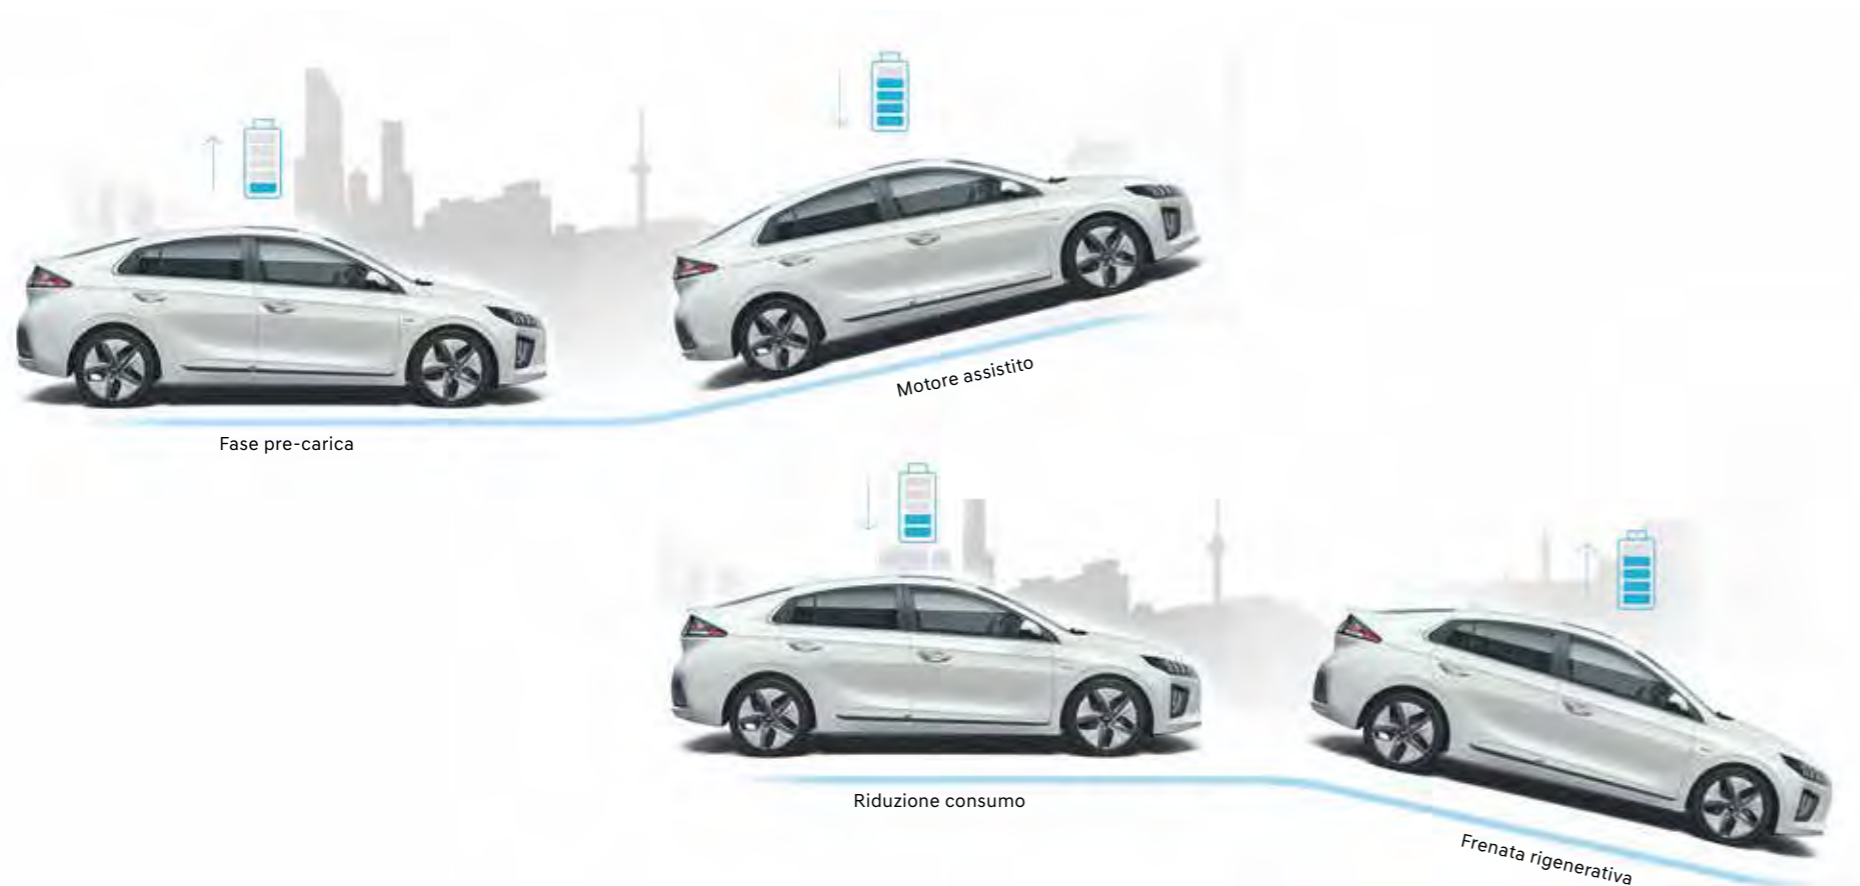 Motore assistito
Fase pre-carica
Riduzione consumo
Frenata rigenerativa